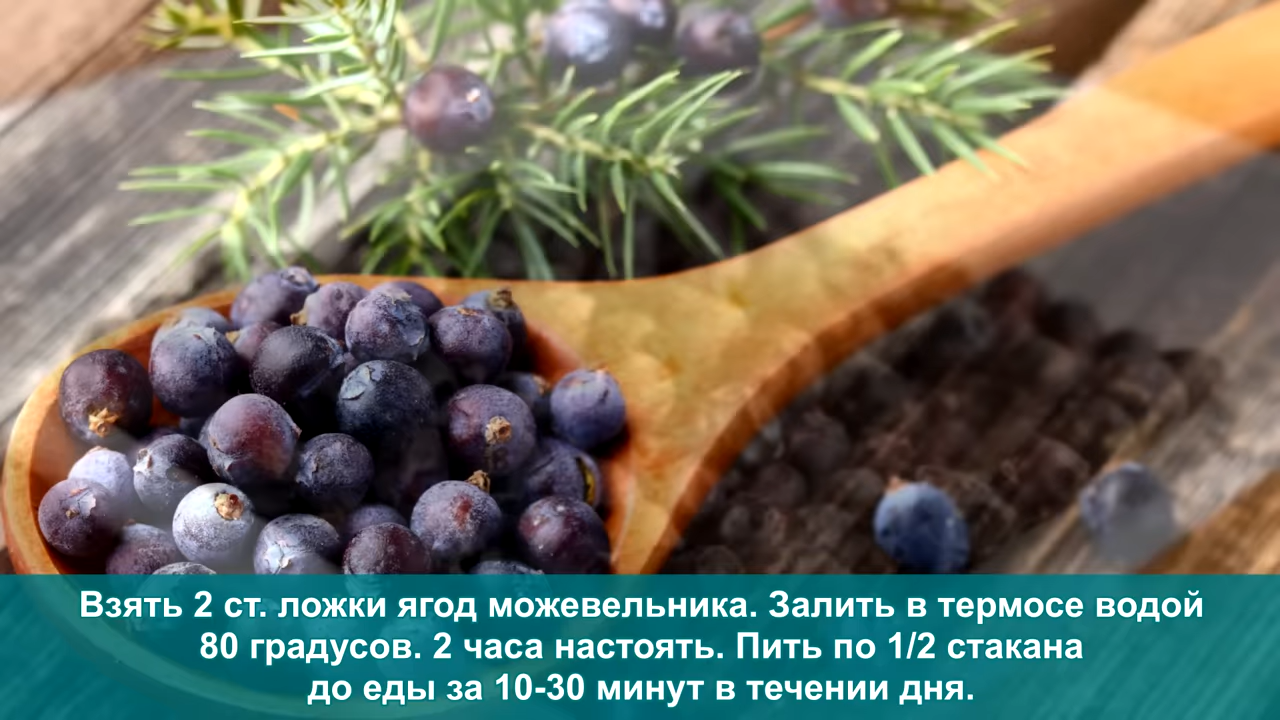 Взять 2 ст. ложки ягод можевельника. Залить в термосе водой
80 градусов. 2 часа настоять. Пить по 1/2 стакана
до еды за 10-30 минут в течении дня.